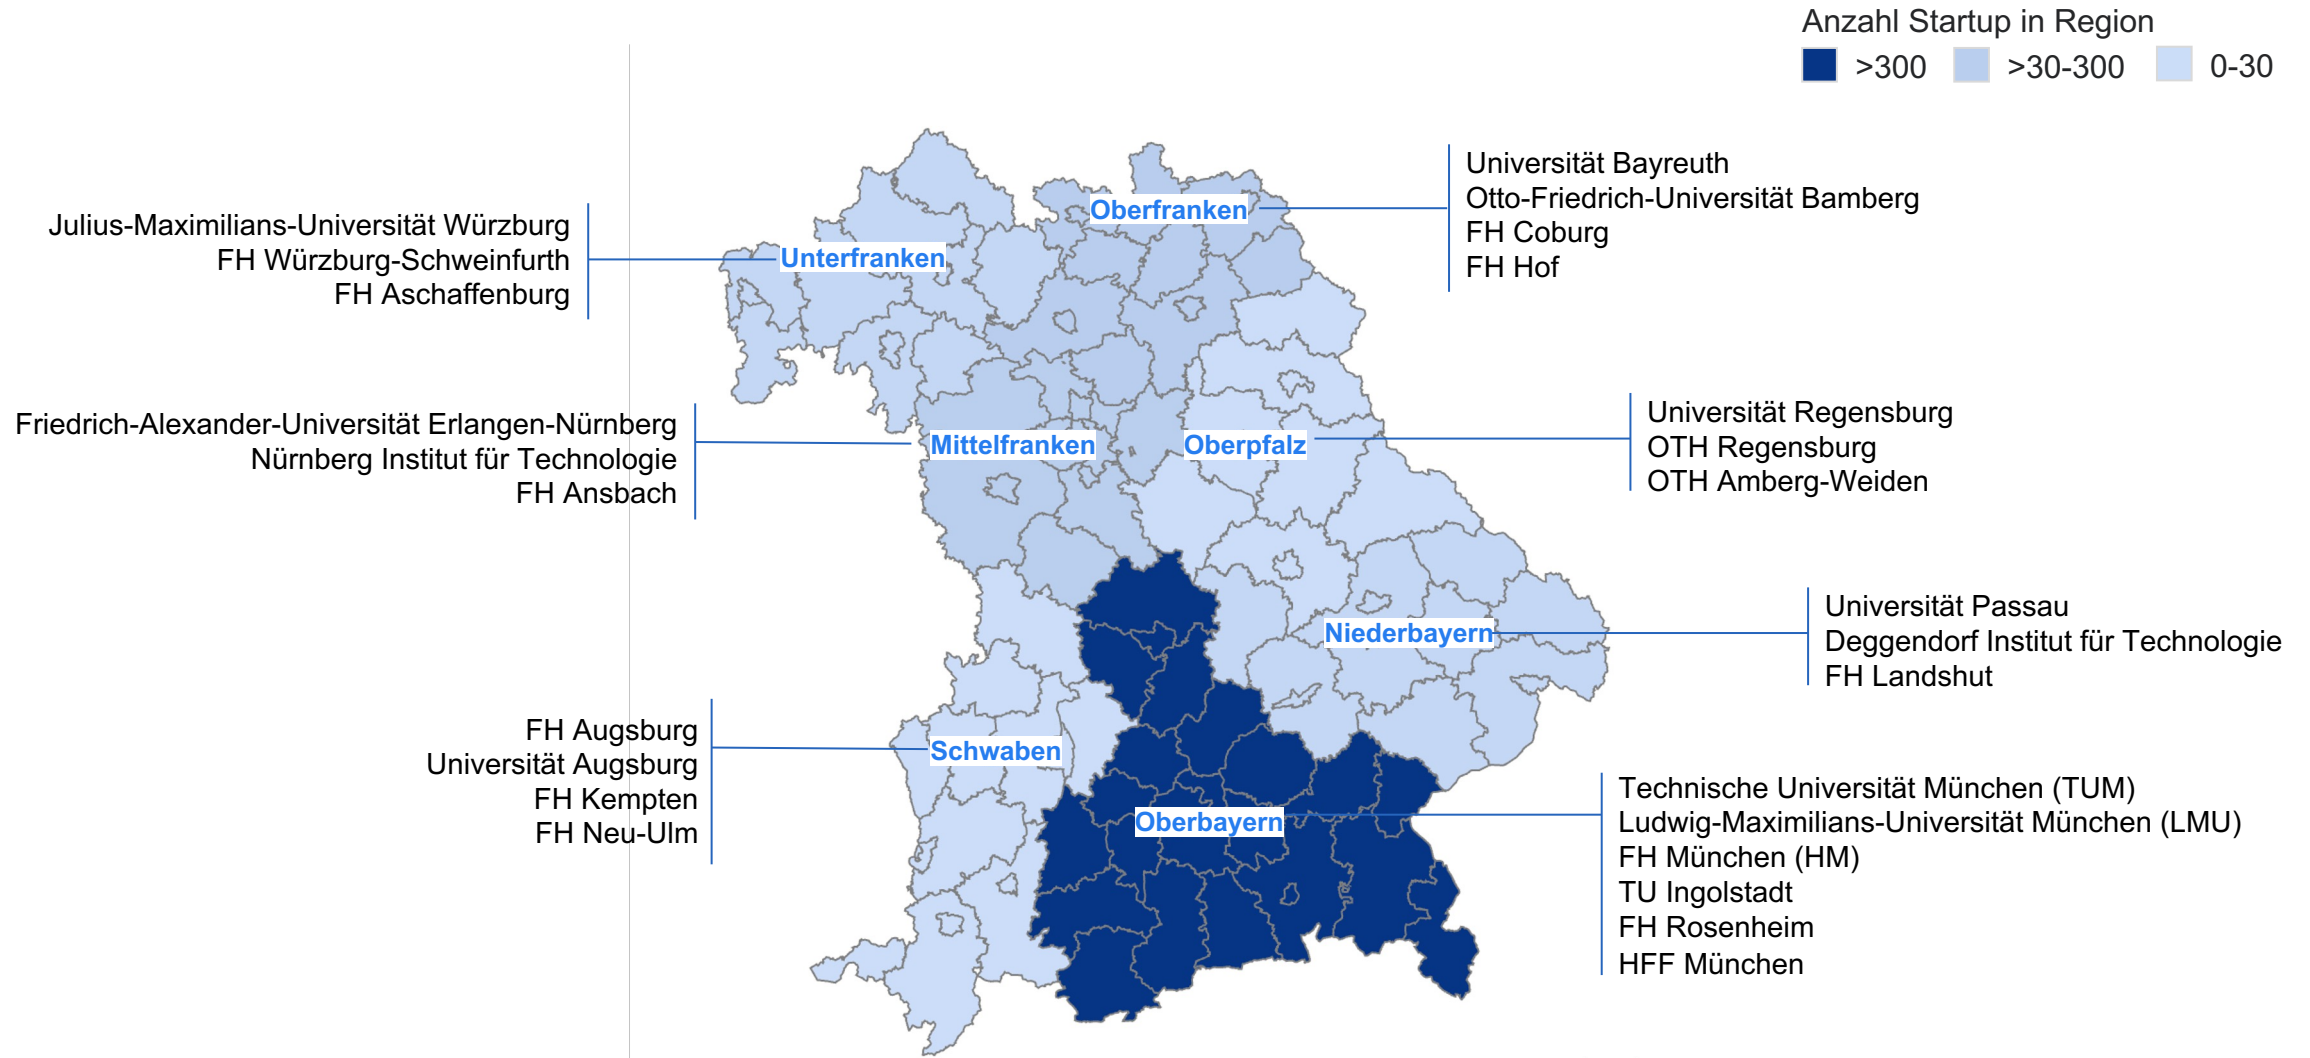 Anzahl Startup in Region
>300 >30-300 0-30
Julius-Maximilians-Universität Würzburg
FH Würzburg-Schweinfurth
FH Aschaffenburg
Unterfranken
Oberfranken
Universität Bayreuth
Otto-Friedrich-Universität Bamberg
FH Coburg
FH Hof
Friedrich-Alexander-Universität Erlangen-Nürnberg
Nürnberg Institut für Technologie
FH Ansbach
Mittelfranken
Oberpfalz
Universität Regensburg
OTH Regensburg
OTH Amberg-Weiden
Niederbayern
Universität Passau
Deggendorf Institut für Technologie
FH Landshut
FH Augsburg
Universität Augsburg
FH Kempten
FH Neu-Ulm
Schwaben
Oberbayern
Technische Universität München (TUM)
Ludwig-Maximilians-Universität München (LMU)
FH München (HM)
TU Ingolstadt
FH Rosenheim
HFF München